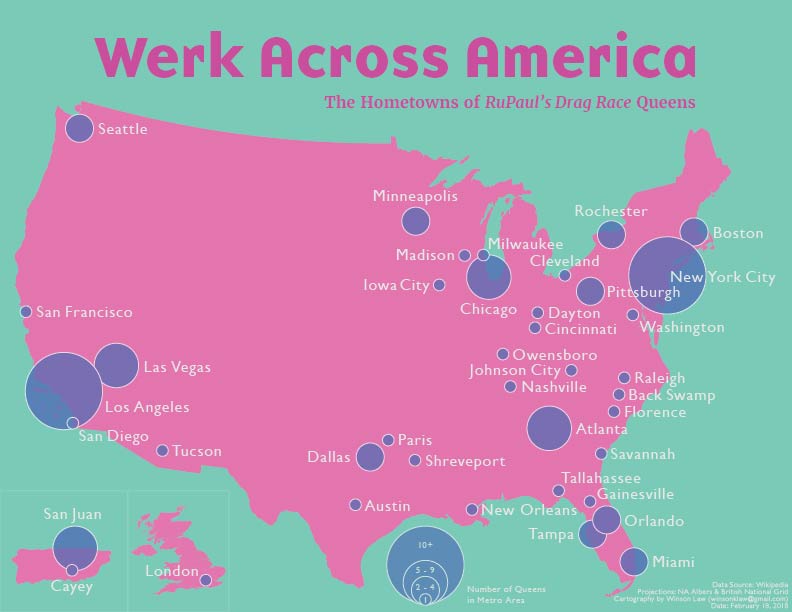 Werk Across America
The Hometowns of RuPaul's Drag Race Queens
Seattle
Minneapolis
Rochester
Boston
Madison
Milwaukee
Cleveland
New York City
Iowa City
Pittsburgh
Chicago
San Francisco
Dayton
Washington
Cincinnati
Owensboro
Las Vegas
Johnson City
Raleigh
Nashville
Back Swamp
Los Angeles
Florence
San Diego
Atlanta
Paris
Tucson
Dallas
Shreveport
Savannah
Tallahassee
Gainesville
Austin
New Orleans
San Juan
Orlando
Tampa
10+
Miami
London
5 - 9
Cayey
2 - 4
1
Number of Queens
in Metro Area
Data Source: Wikipedia
Projections: NA Albers & British National Grid
Cartography by Winson Law (winsonklaw@gmail.com)
Date: February 18, 2018